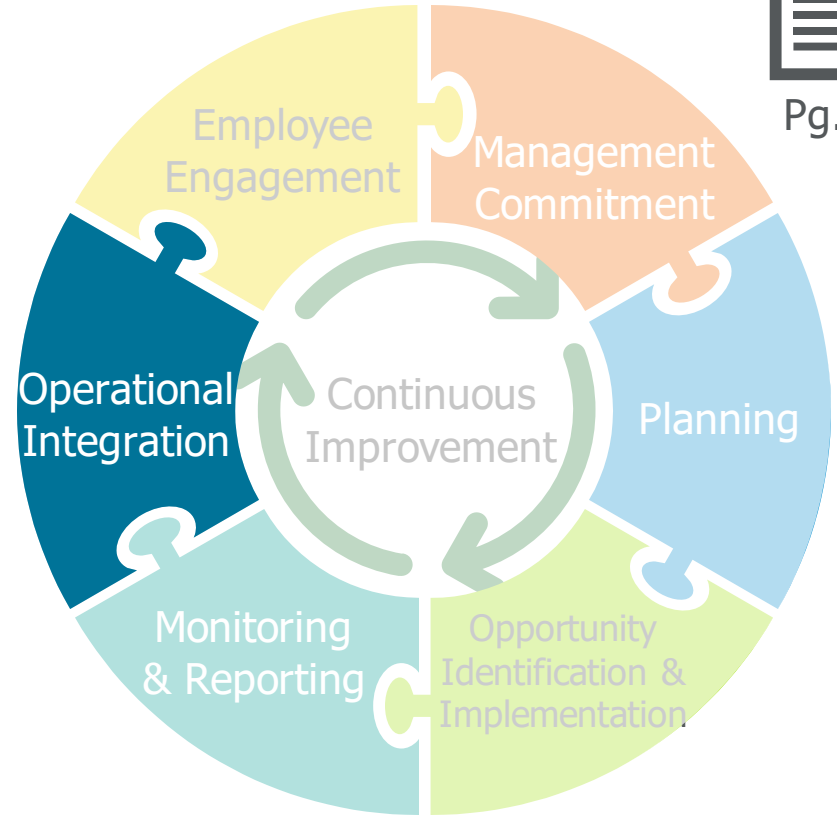 Pg.
Employee
Engagement
Management
Commitment
Operational
Integration
Continuous
Improvement
Planning
Monitoring
& Reporting
Opportunity
Identification &
Implementation